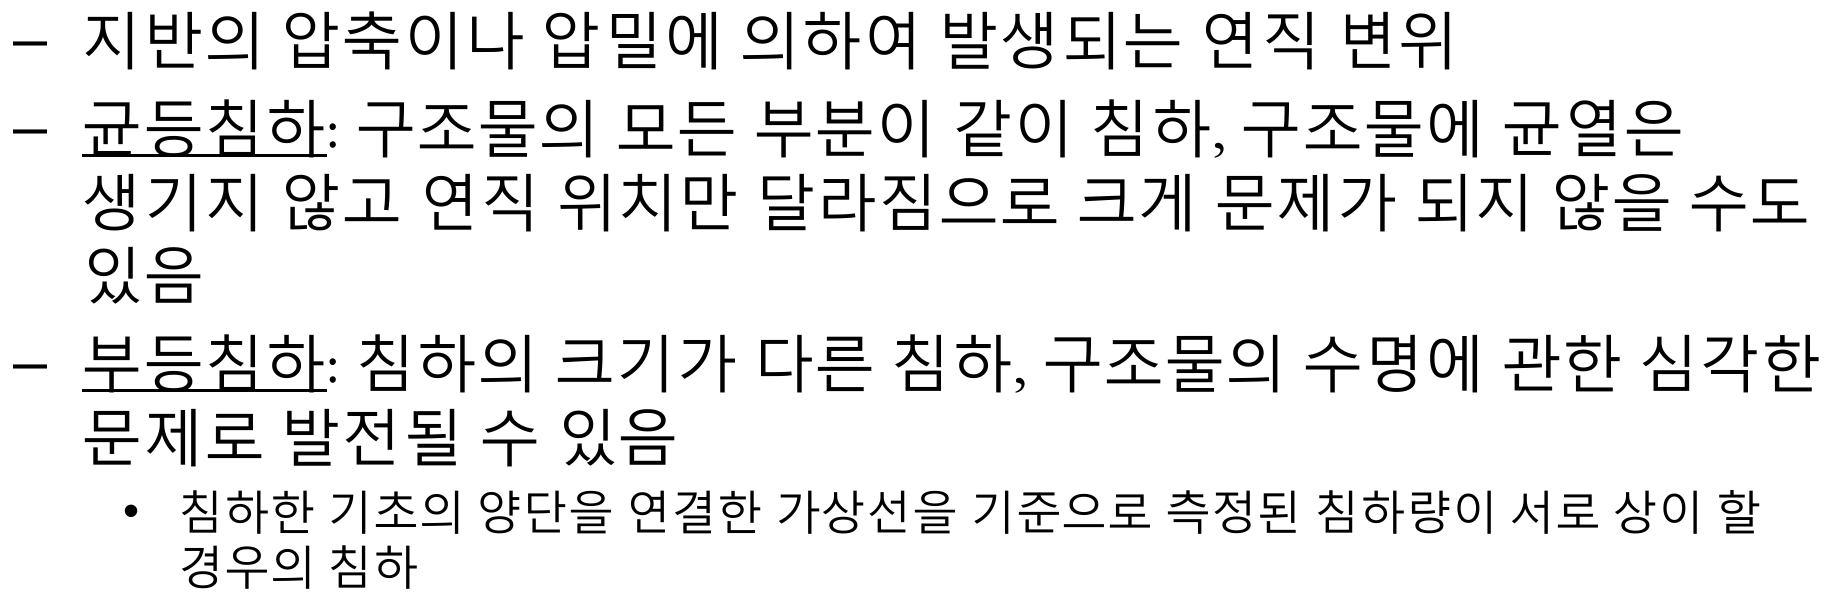 – 지반의 압축이나 압밀에 의하여 발생되는 연직 변위
– 균등침하: 구조물의 모든 부분이 같이 침하, 구조물에 균열은
생기지 않고 연직 위치만 달라짐으로 크게 문제가 되지 않을 수도
있음
– 부등침하: 침하의 크기가 다른 침하, 구조물의 수명에 관한 심각한
문제로 발전될 수 있음
• 침하한 기초의 양단을 연결한 가상선을 기준으로 측정된 침하량이 서로 상이 할
경우의 침하